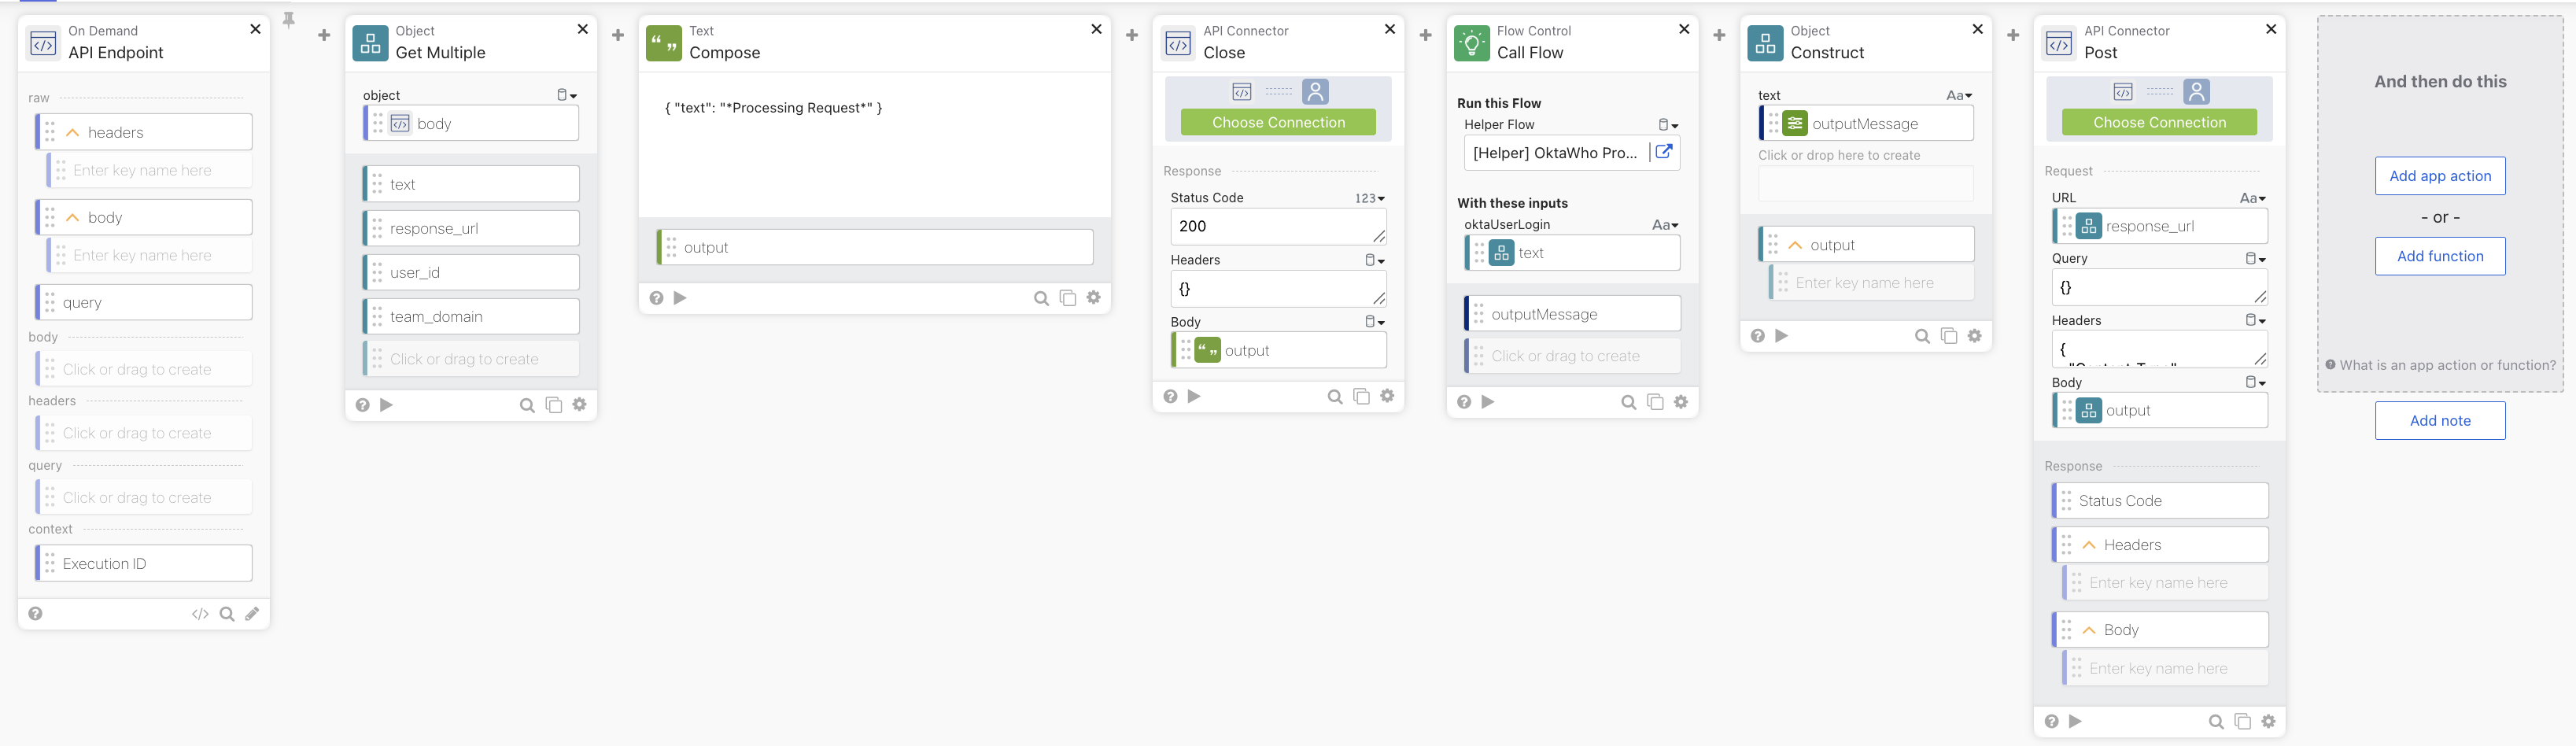 On Demand
API Endpoint
raw
headers
Enter key name here
body
Enter key name here
query
body
Click or drag to create
headers
Click or drag to create
query
Click or drag to create
context
Execution ID
Object
Get Multiple
object
body
text
response_url
user_id
team_domain
Click or drag to create
Text
Compose
{ "text": "*Processing Request*" }
output
API Connector
Close
Choose Connection
Response
Status Code
123
200
Headers
{}
Body
output
Flow Control
Call Flow
Run this Flow
Helper Flow
[Helper] OktaWho Pro...
With these inputs
oktaUserLogin
Aa
text
outputMessage
Click or drag to create
Object
Construct
text
Aa
outputMessage
Click or drop here to create
output
Enter key name here
API Connector
Post
Choose Connection
Request
URL
Aa
response_url
Query
{}
Headers
{
Body
output
Response
Status Code
Headers
Enter key name here
Body
Enter key name here
And then do this
Add app action
- or -
Add function
What is an app action or function?
Add note